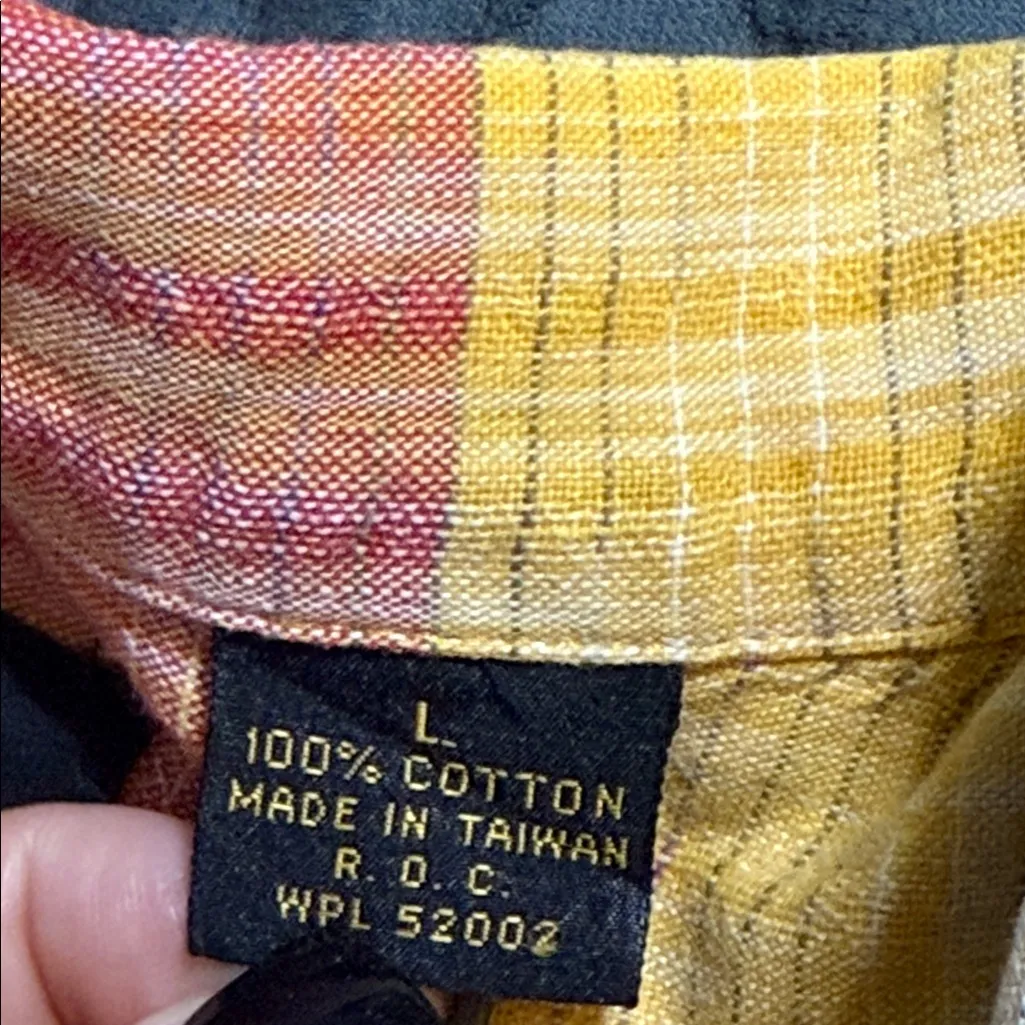 L.
100% COTTON
MADE IN TAIWAN
R. O. C.
WPL 52002